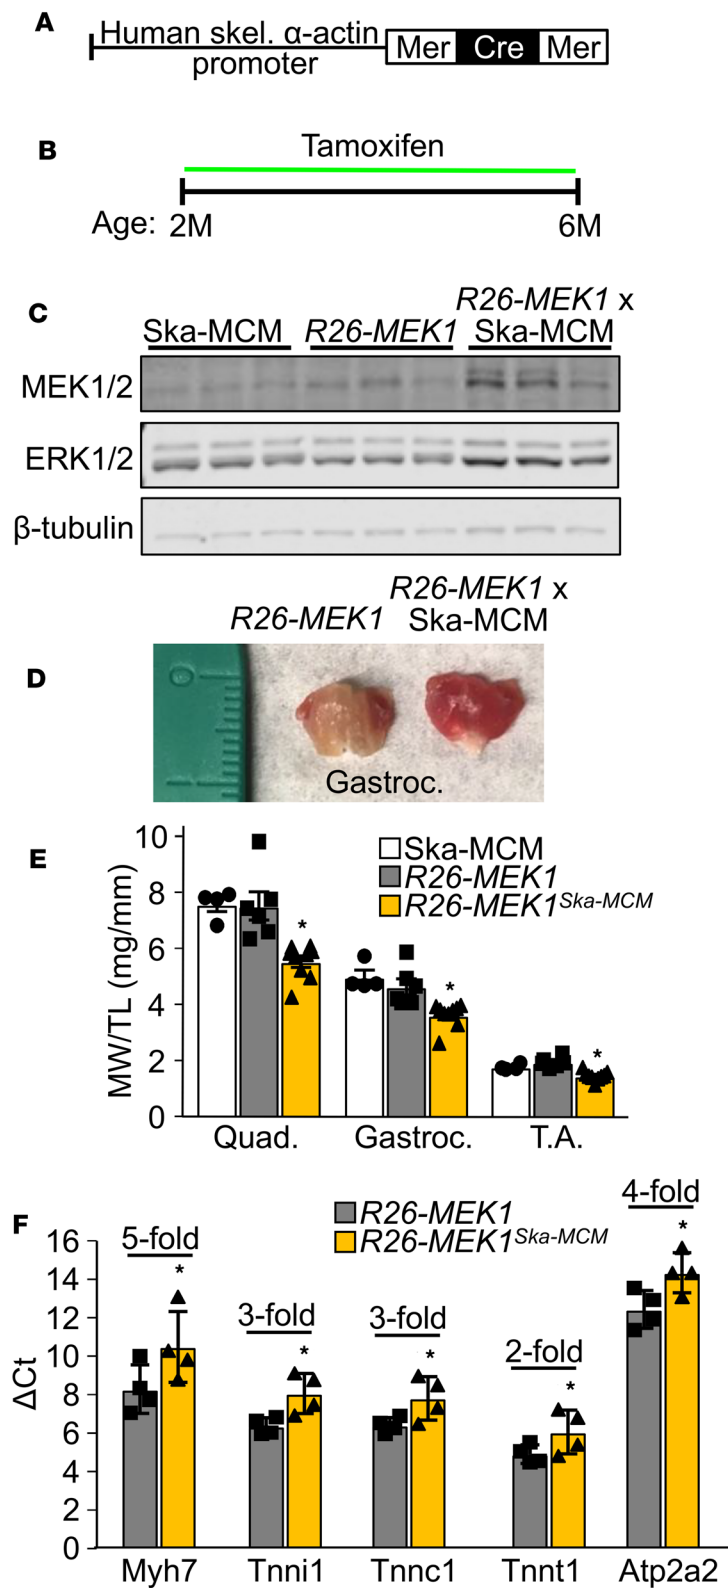 A
Human skel. α-actin
promoter
Mer Cre Mer
B
Tamoxifen
Age: 2M 6M
C
R26-MEK1 x
Ska-MCM R26-MEK1 Ska-MCM
MEK1/2
ERK1/2
β-tubulin
R26-MEK1 x
R26-MEK1 Ska-MCM
D
0
1
Gastroc.
E
MW/TL (mg/mm)
10
8
6
4
2
0
Ska-MCM
R26-MEK1
R26-MEK1Ska-MCM
*
*
*
Quad. Gastroc. T.A.
F
R26-MEK1
R26-MEK1Ska-MCM
ΔCt
16
14
12
10
8
6
4
2
0
5-fold
*
3-fold
*
3-fold
*
2-fold
*
4-fold
*
Myh7 Tnni1 Tnnc1 Tnnt1 Atp2a2